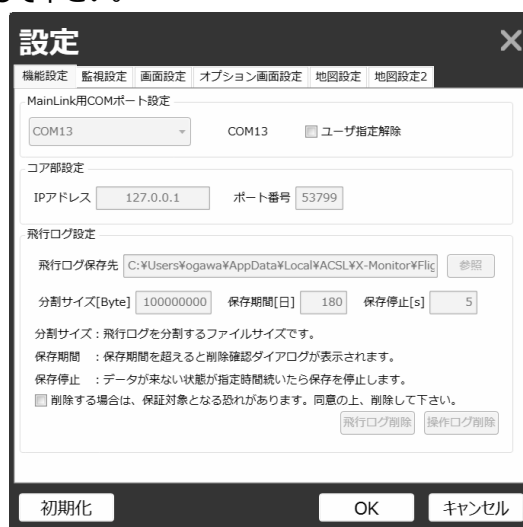 設定
機能設定 監視設定 画面設定 オプション画面設定 地図設定 地図設定2
MainLink用COMポート設定
COM13 COM13 ユーザ指定解除
コア部設定
IPアドレス 127.0.0.1 ポート番号 53799
飛行ログ設定
飛行ログ保存先 C:¥Users¥ogawa¥AppData¥Local¥ACSL¥X-Monitor¥Flig 参照
分割サイズ[Byte] 100000000 保存期間[日] 180 保存停止[s] 5
分割サイズ：飛行ログを分割するファイルサイズです。
保存期間 ：保存期間を超えると削除確認ダイアログが表示されます。
保存停止 ：データが来ない状態が指定時間続いたら保存を停止します。
削除する場合は、保証対象となる恐れがあります。同意の上、削除して下さい。
飛行ログ削除 操作ログ削除
初期化 OK キャンセル